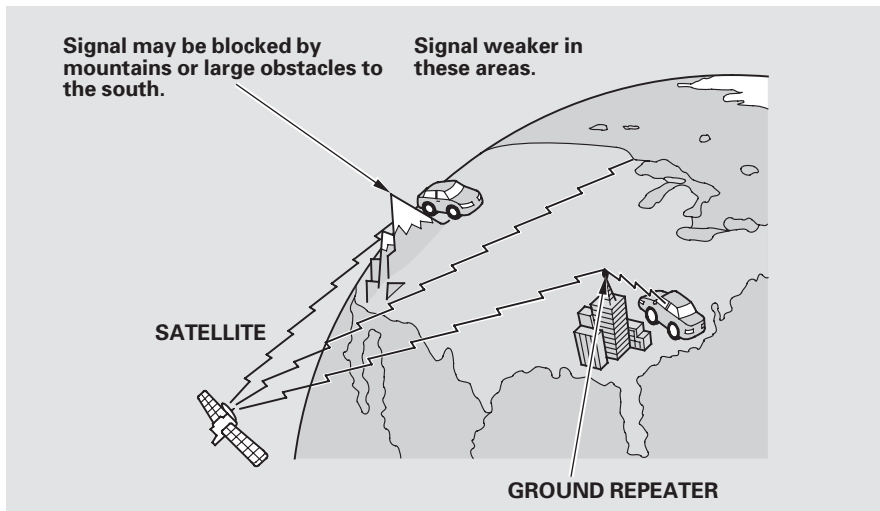 Signal may be blocked by
mountains or large obstacles to
the south.
Signal weaker in
these areas.
SATELLITE
GROUND REPEATER